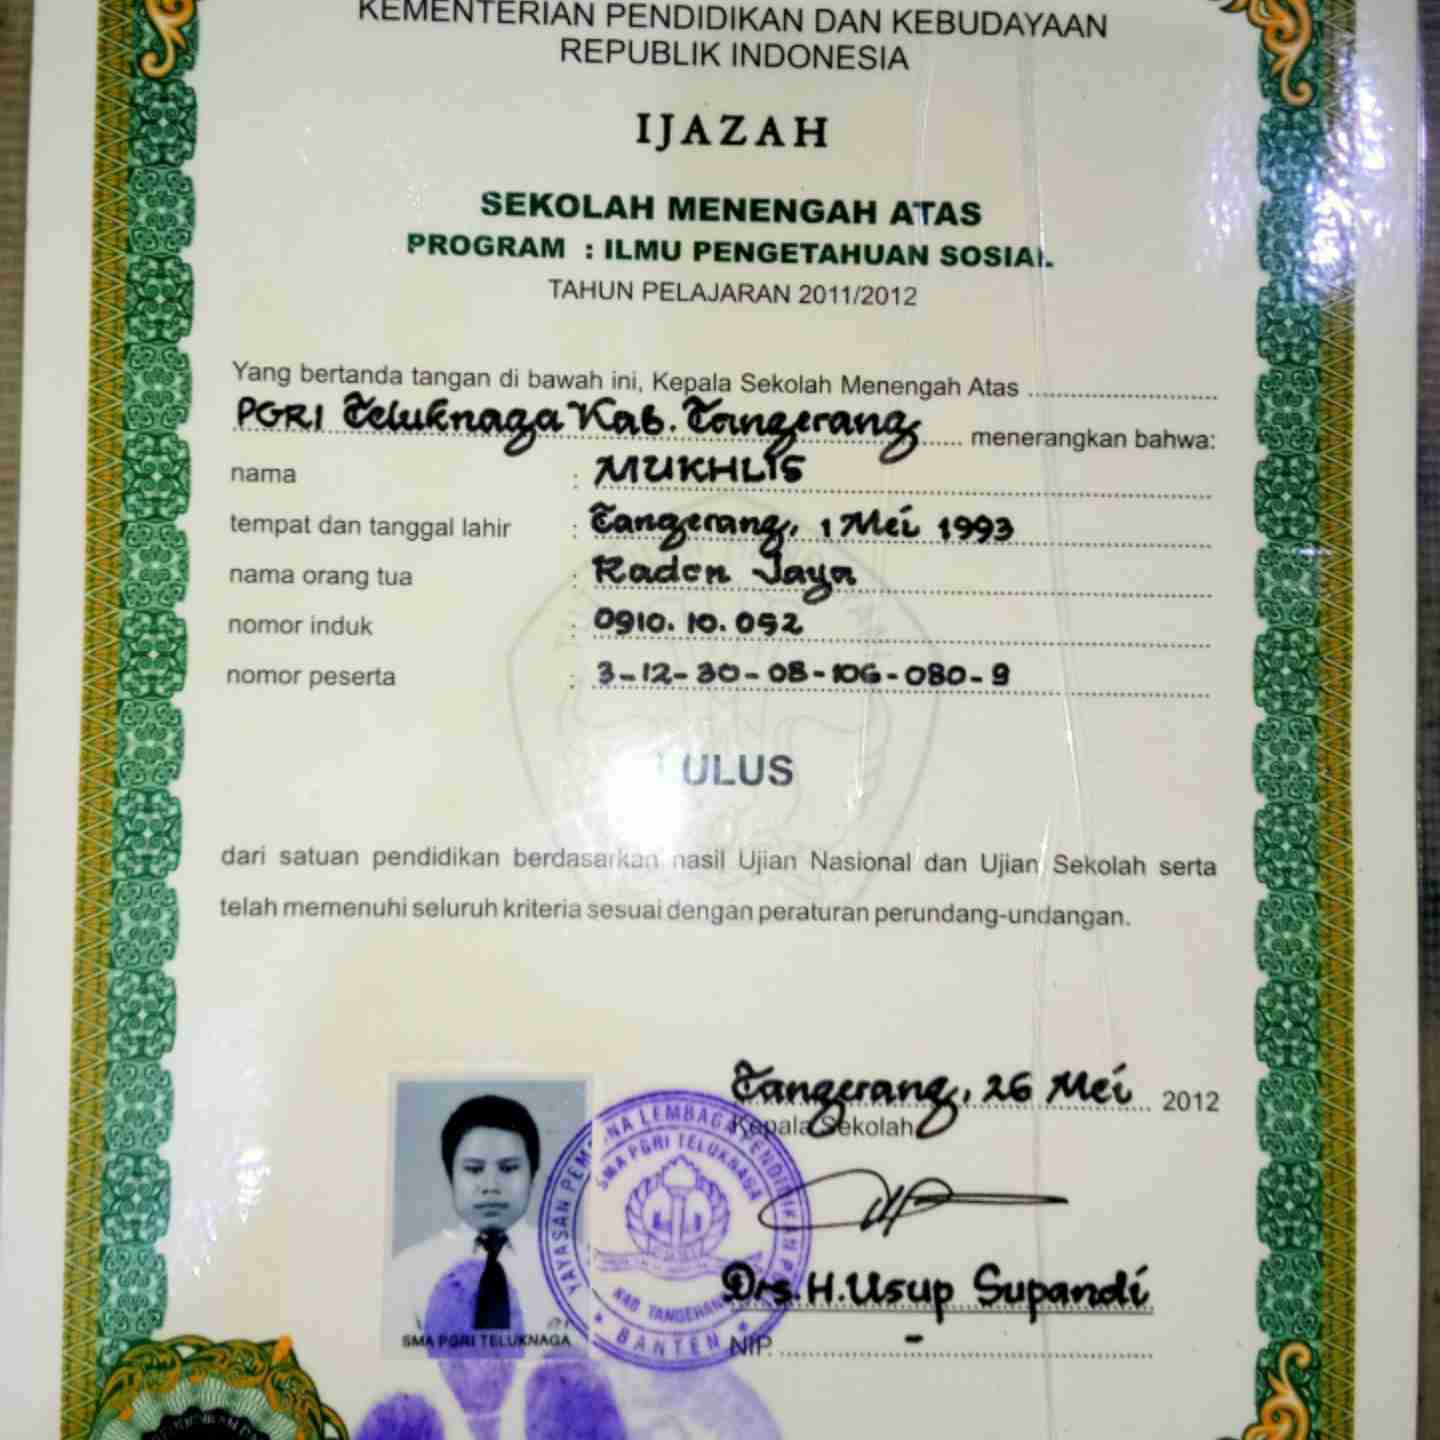 KEMENTERIAN PENDIDIKAN DAN KEBUDAYAAN
REPUBLIK INDONESIA
IJAZAH
SEKOLAH MENENGAH ATAS
PROGRAM : ILMU PENGETAHUAN SOSIAL
TAHUN PELAJARAN 2011/2012
Yang bertanda tangan di bawah ini, Kepala Sekolah Menengah Atas
PGRI Teluknaga Kab. Tangerang menerangkan bahwa:
nama : MUKHLIS
tempat dan tanggal lahir : Tangerang, 1 Mei 1993
nama orang tua : Raden Jaya
nomor induk : 0910.10.092
nomor peserta : 3-12-30-08-106-080-9
LULUS
dari satuan pendidikan berdasarkan hasil Ujian Nasional dan Ujian Sekolah serta
telah memenuhi seluruh kriteria sesuai dengan peraturan perundang-undangan.
Tangerang, 26 Mei 2012
Kepala Sekolah
YAYASAN PEMBINA LEMBAGA PENDIDIKAN
SMA PGRI TELUKNAGA
KAB TANGERANG
BANTEN
Drs. H. Usup Supandi
NIP. -
SMA PGRI TELUKNAGA